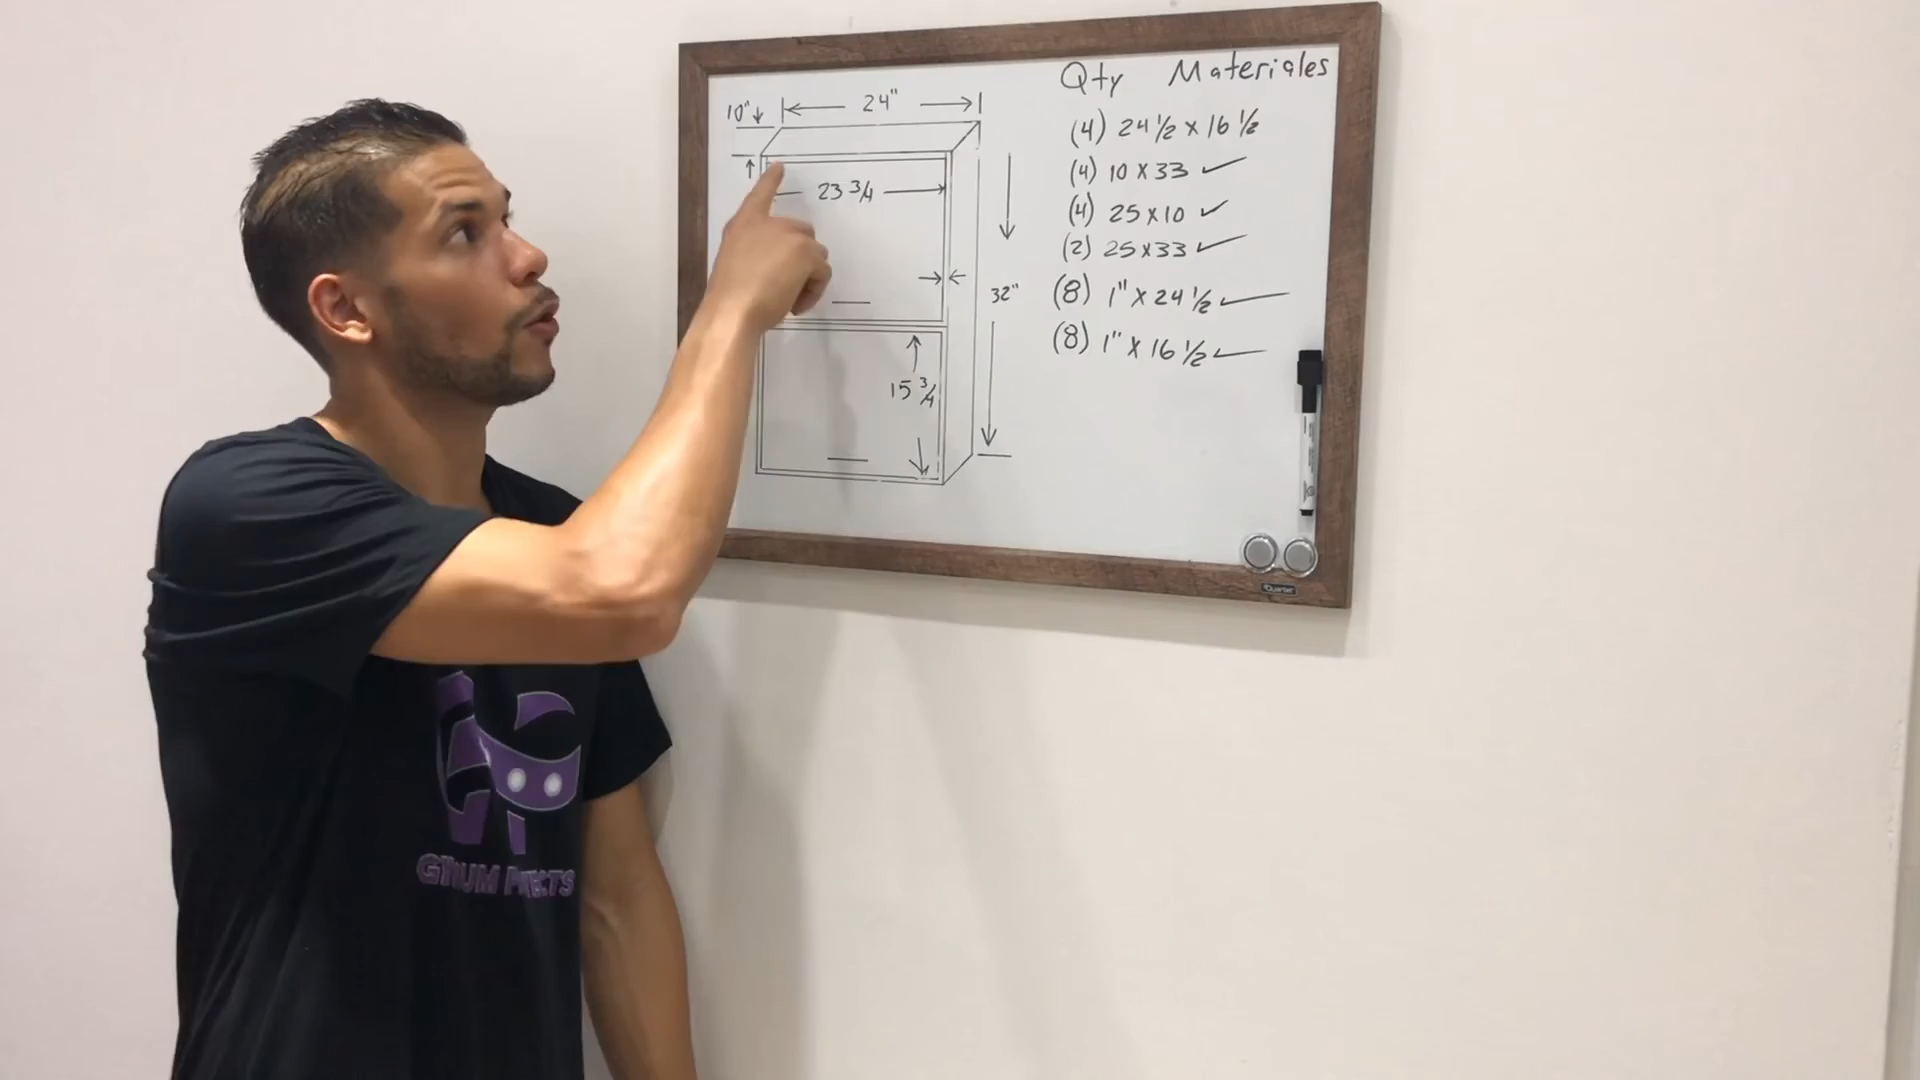 10" 24"
23 3/4
32"
15 3/4
Qty Materiales
(4) 24 1/2 x 16 1/2
(4) 10 x 33 ✓
(4) 25 x 10 ✓
(2) 25 x 33 ✓
(8) 1" x 24 1/2 ✓
(8) 1" x 16 1/2 ✓
Quartet